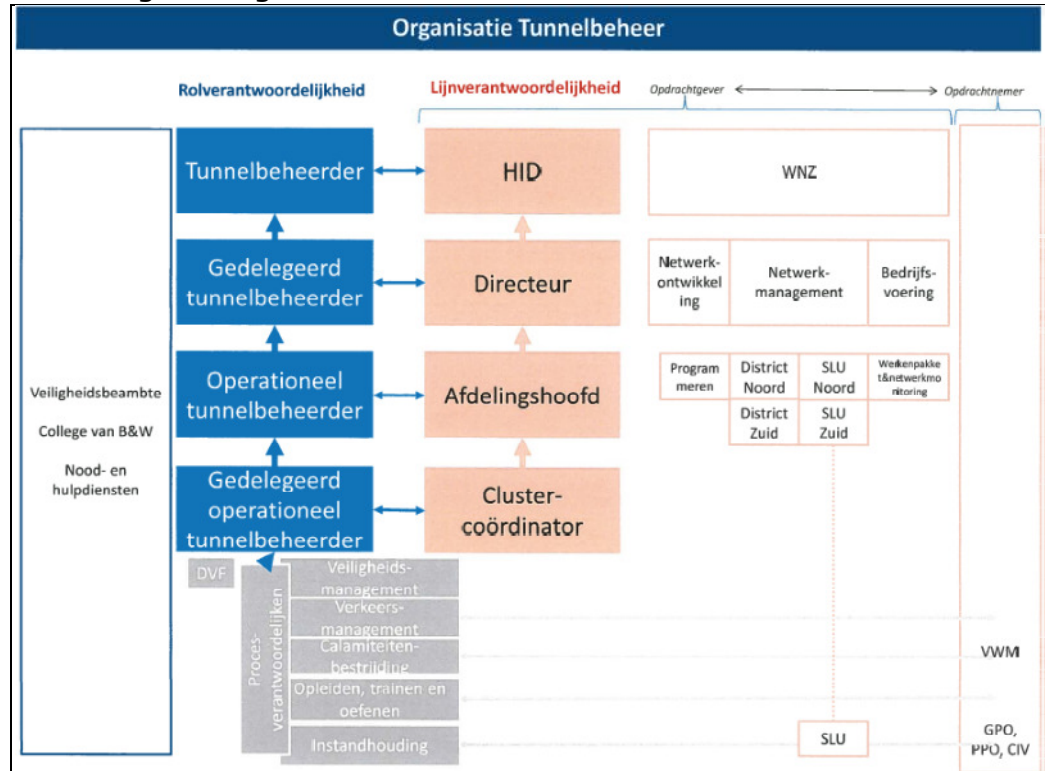 Organisatie Tunnelbeheer
Rolverantwoordelijkheid
Lijnverantwoordelijkheid
Opdrachtgever
Opdrachtnemer
Tunnelbeheerder
HID
WNZ
Gedelegeerd
tunnelbeheerder
Directeur
Netwerk-
ontwikkel
ing
Netwerk-
management
Bedrijfs-
voering
Veiligheidsbeambte
College van B&W
Nood- en
hulpdiensten
Operationeel
tunnelbeheerder
Afdelingshoofd
Program
meren
District
Noord
SLU
Noord
Werkenpakke
t&netwerkmo
nitoring
District
Zuid
SLU
Zuid
Gedelegeerd
operationeel
tunnelbeheerder
Cluster-
coördinator
DVF
Proces-
verantwoordelijken
Veiligheids-
management
Verkeers-
management
Calamiteiten-
bestrijding
Opleiden, trainen en
oefenen
Instandhouding
SLU
VWM
GPO,
PPO, CIV